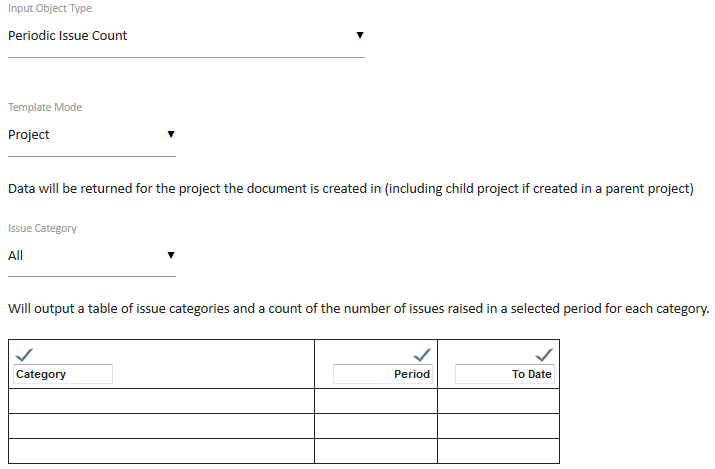 Input Object Type
Periodic Issue Count
Template Mode
Project
Data will be returned for the project the document is created in (including child project if created in a parent project)
Issue Category
All
Will output a table of issue categories and a count of the number of issues raised in a selected period for each category.
Category Period To Date